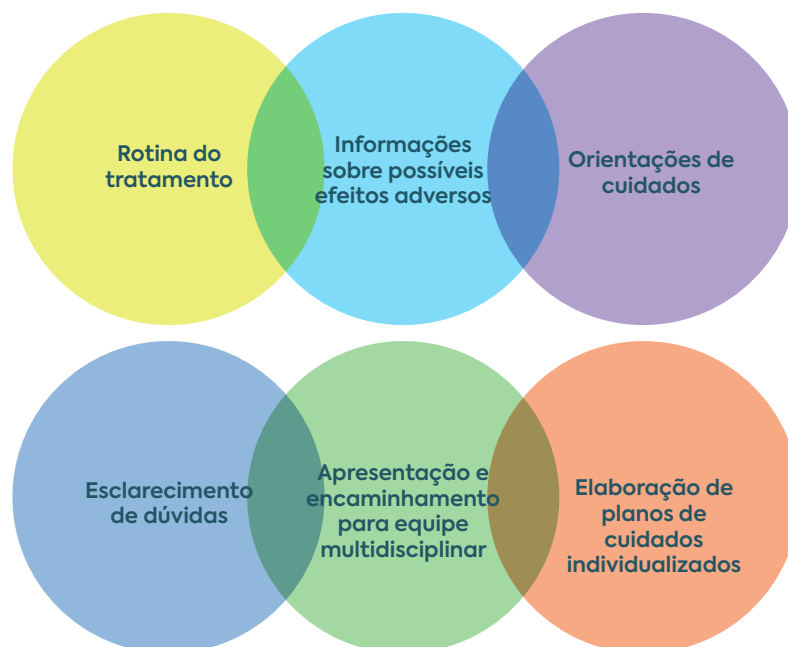 Rotina do
tratamento
Informações
sobre possíveis
efeitos adversos
Orientações de
cuidados
Esclarecimento
de dúvidas
Apresentação e
encaminhamento
para equipe
multidisciplinar
Elaboração de
planos de
cuidados
individualizados